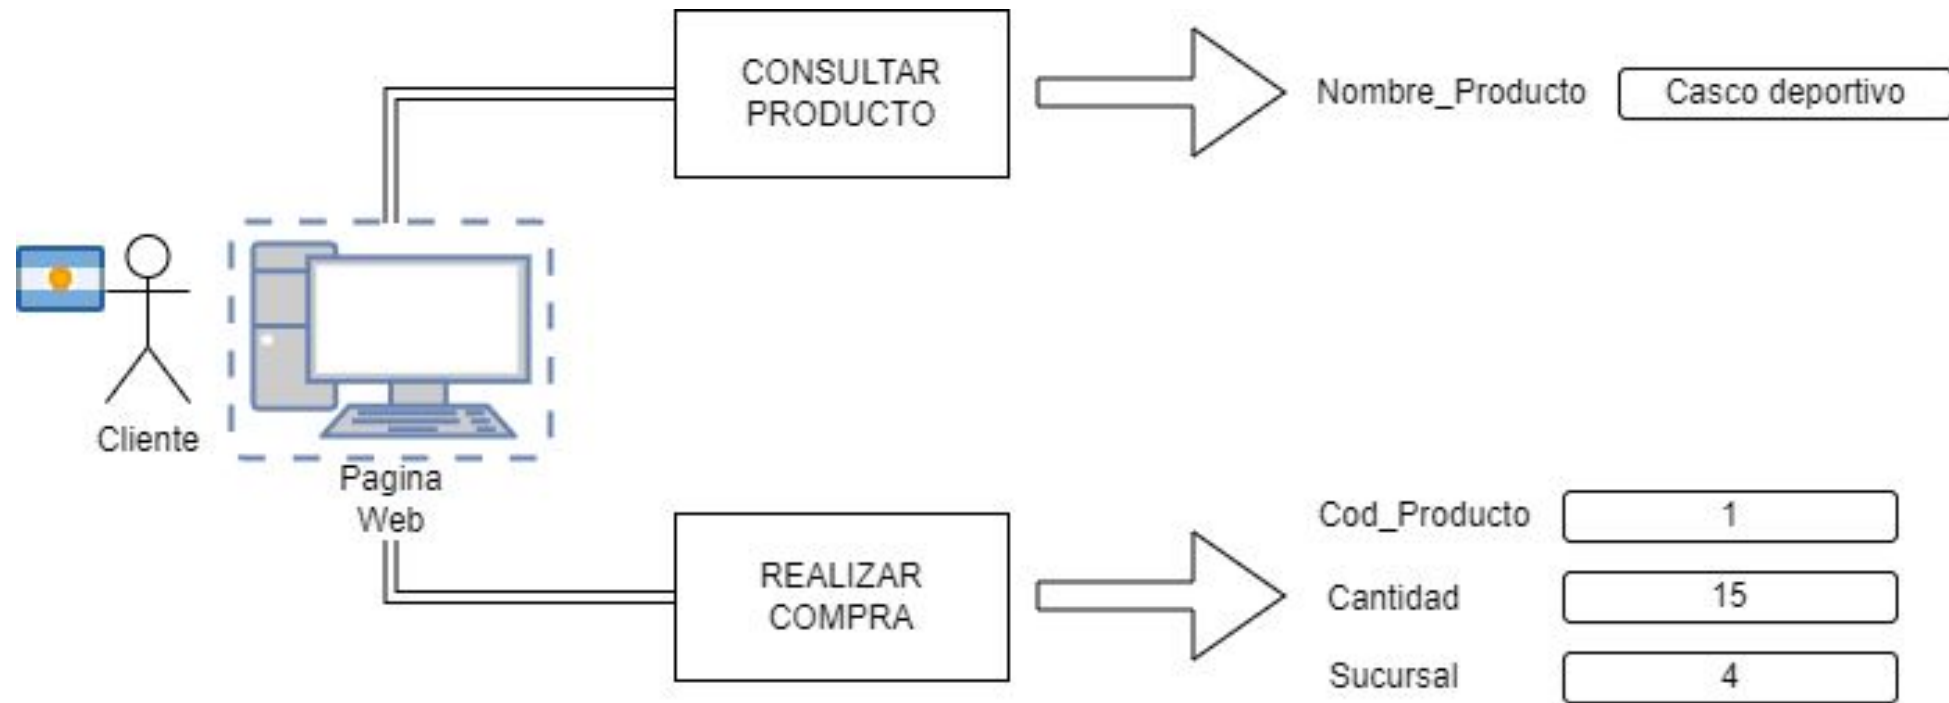 CONSULTAR
PRODUCTO
Nombre_Producto Casco deportivo
Cliente
Pagina
Web
REALIZAR
COMPRA
Cod_Producto 1
Cantidad 15
Sucursal 4